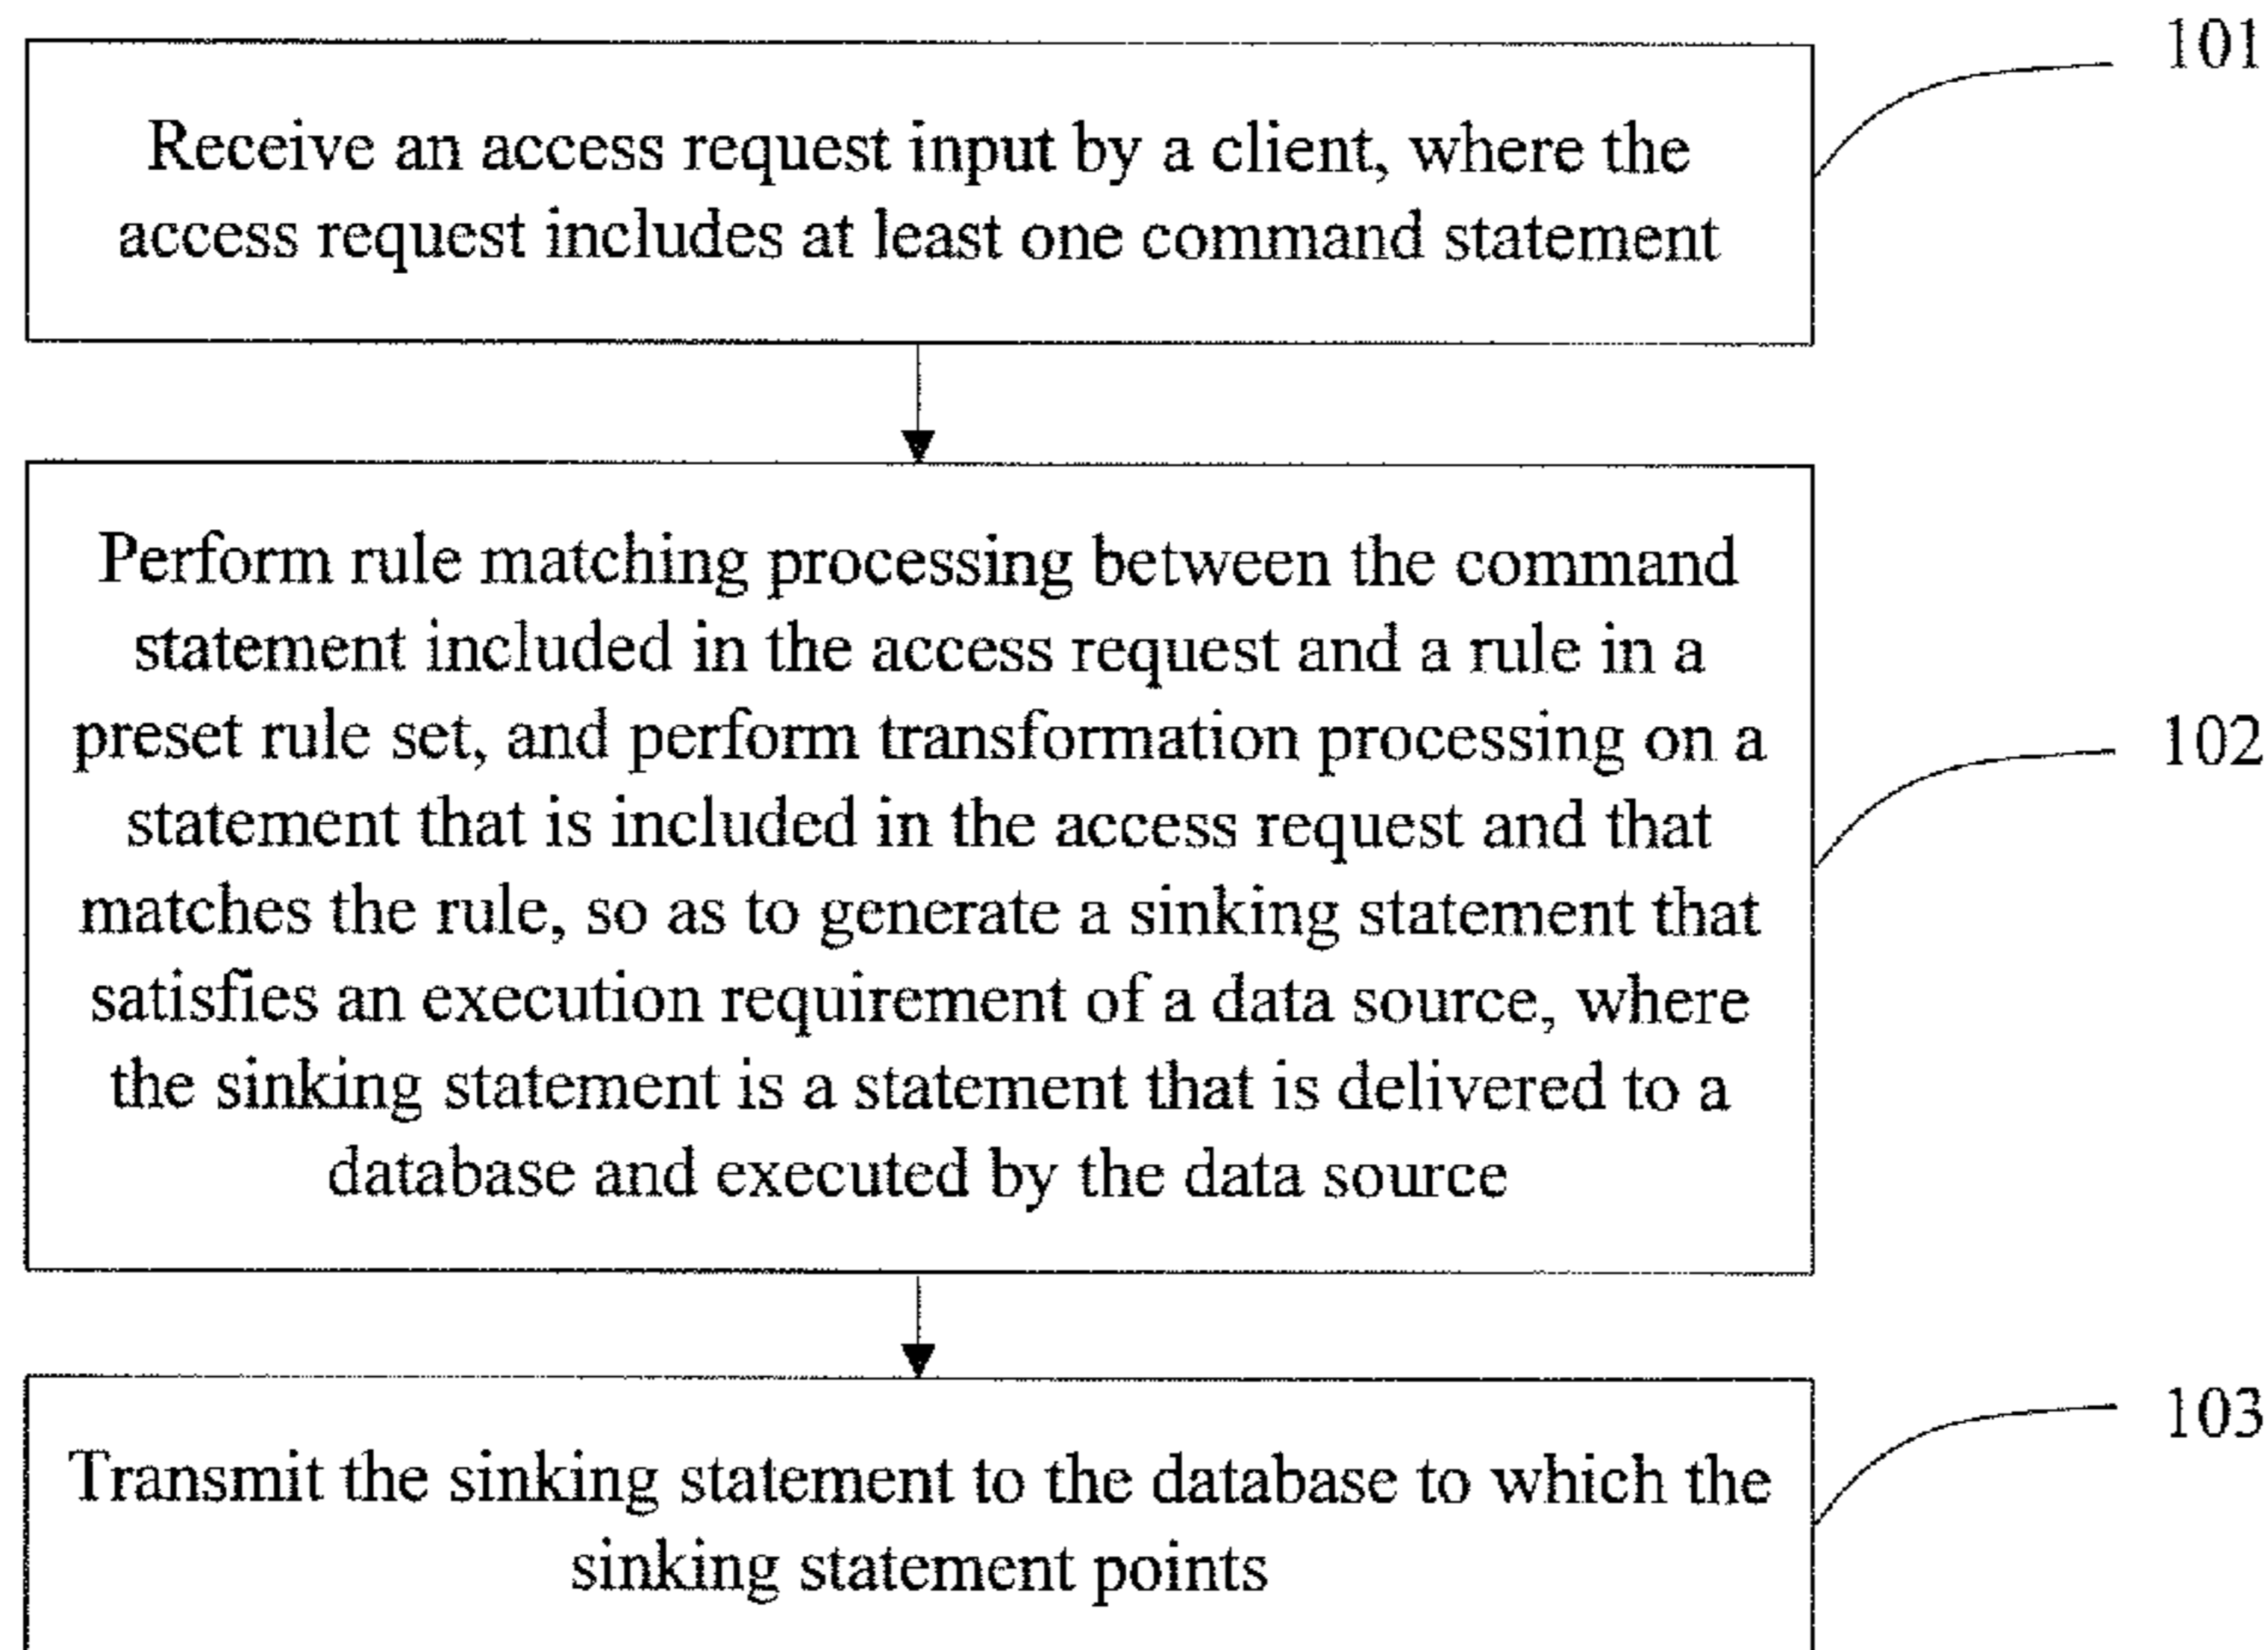 101
Receive an access request input by a client, where the
access request includes at least one command statement
Perform rule matching processing between the command
statement included in the access request and a rule in a
preset rule set, and perform transformation processing on a
102
statement that is included in the access request and that
matches the rule, so as to generate a sinking statement that
satisfies an execution requirement of a data source, where
the sinking statement is a statement that is delivered to a
database and executed by the data source
103
Transmit the sinking statement to the database to which the
sinking statement points